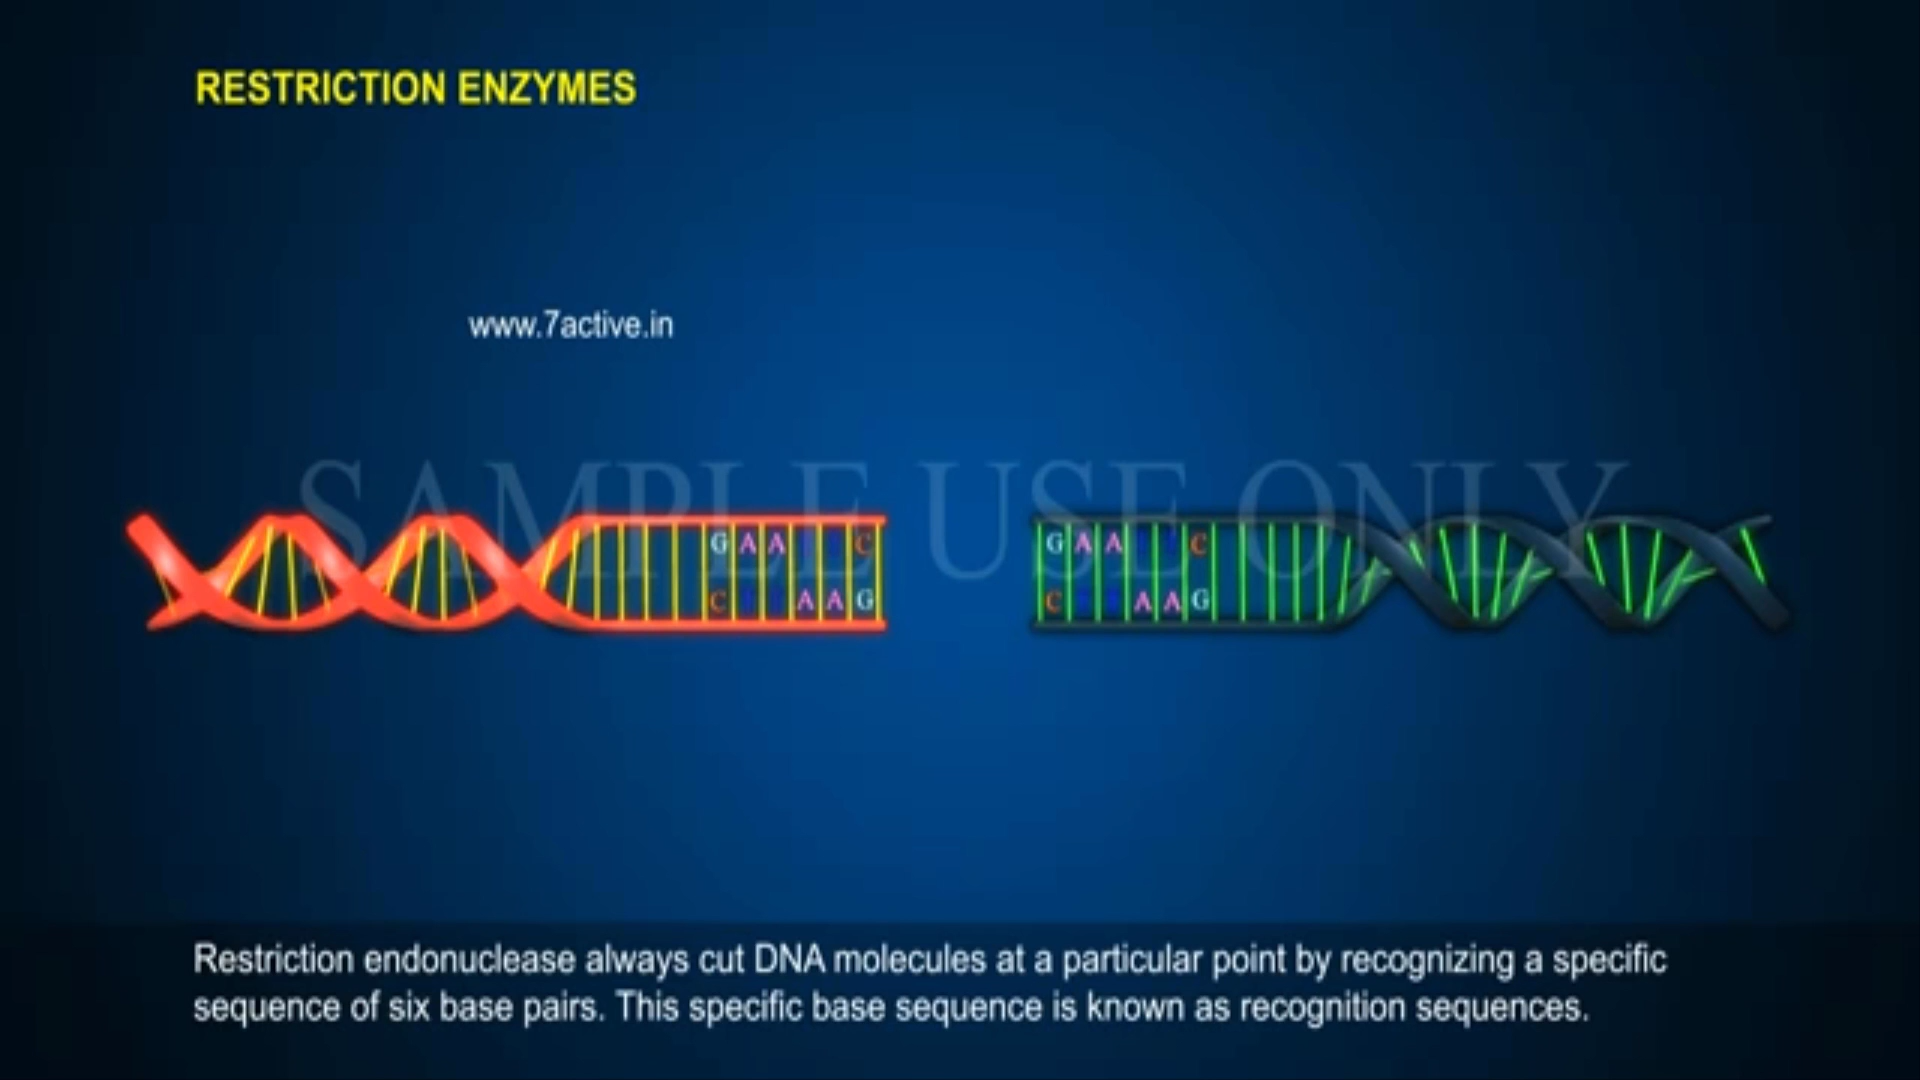 RESTRICTION ENZYMES
www.7active.in
SAMPLE USE ONLY
G A A T T C
G A A T T C
C T T A A G
C T T A A G
Restriction endonuclease always cut DNA molecules at a particular point by recognizing a specific
sequence of six base pairs. This specific base sequence is known as recognition sequences.